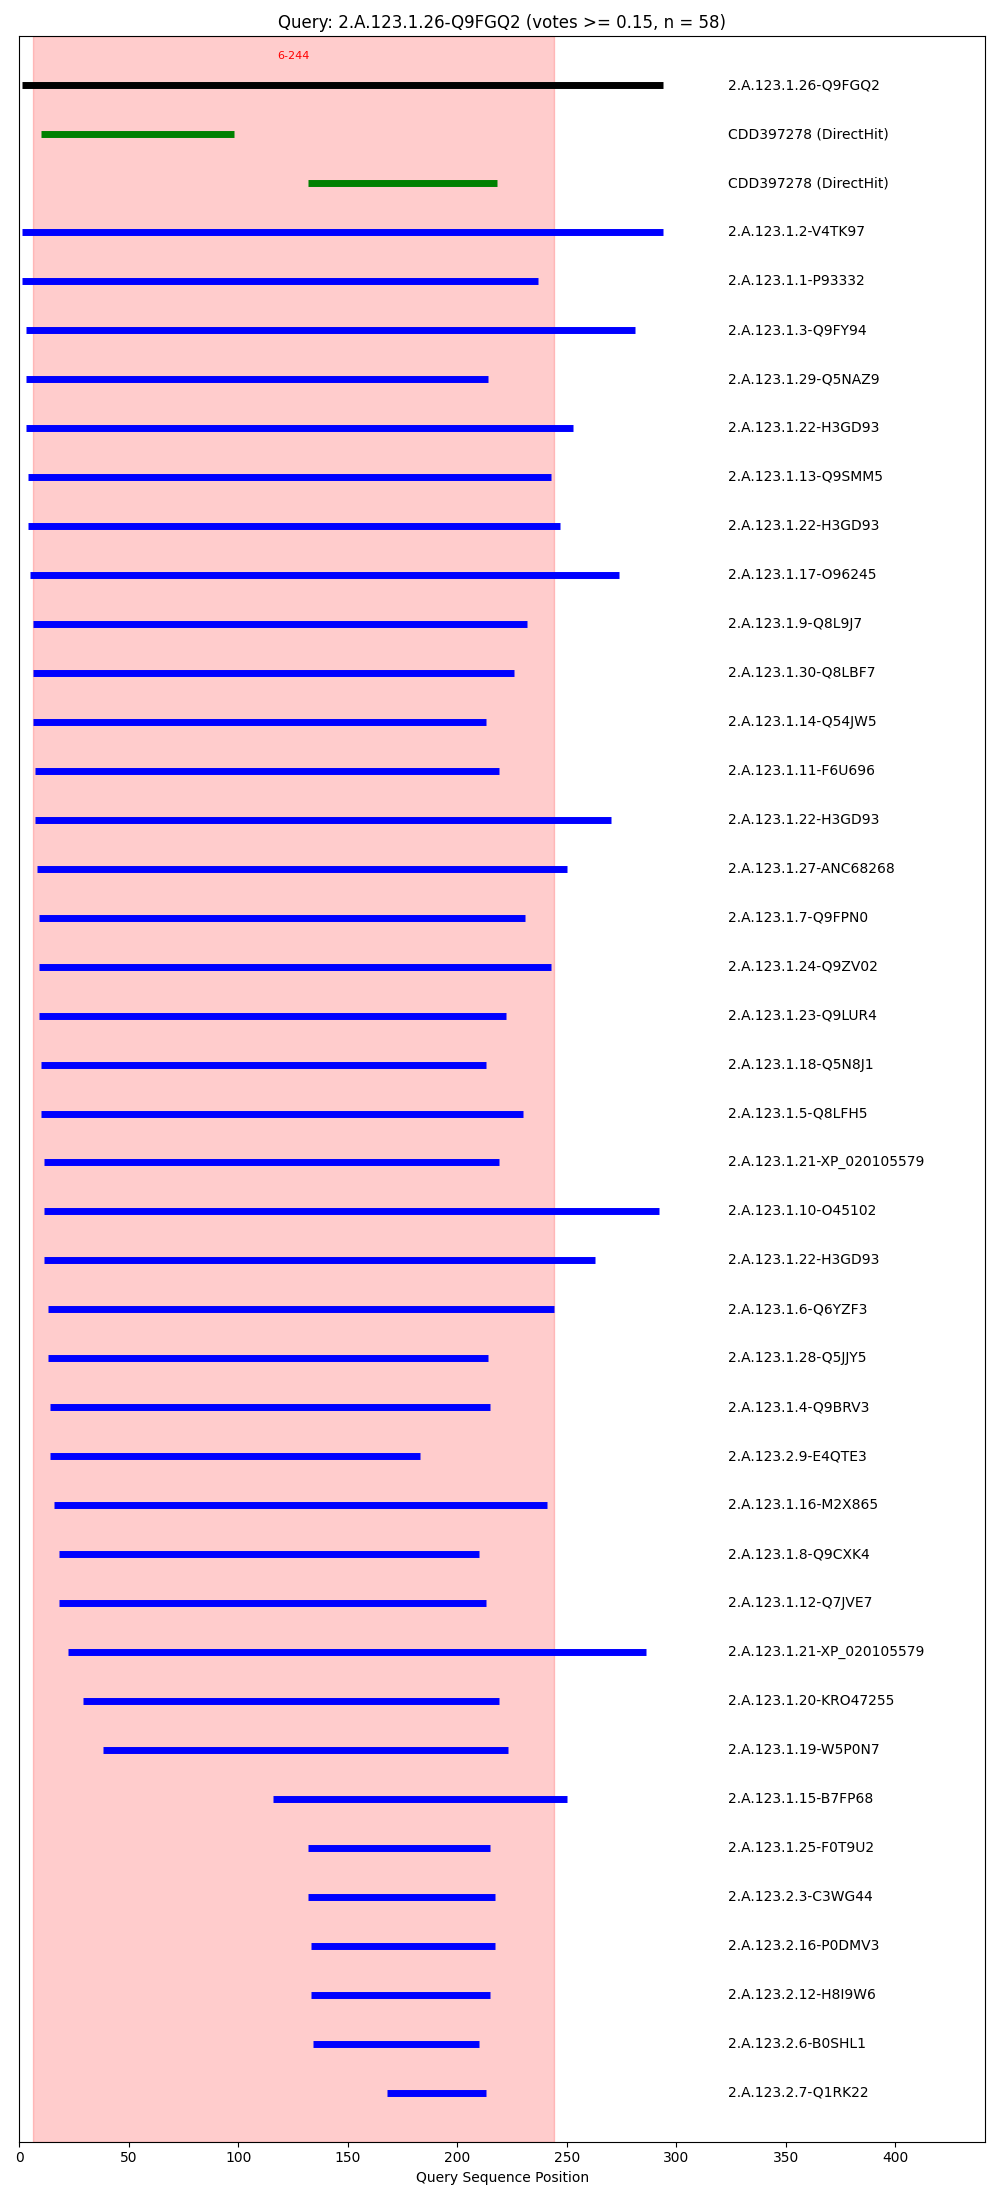 Query: 2.A.123.1.26-Q9FGQ2 (votes >= 0.15, n = 58)
6-244
2.A.123.1.26-Q9FGQ2
CDD397278 (DirectHit)
CDD397278 (DirectHit)
2.A.123.1.2-V4TK97
2.A.123.1.1-P93332
2.A.123.1.3-Q9FY94
2.A.123.1.29-Q5NAZ9
2.A.123.1.22-H3GD93
2.A.123.1.13-Q9SMM5
2.A.123.1.22-H3GD93
2.A.123.1.17-O96245
2.A.123.1.9-Q8L9J7
2.A.123.1.30-Q8LBF7
2.A.123.1.14-Q54JW5
2.A.123.1.11-F6U696
2.A.123.1.22-H3GD93
2.A.123.1.27-ANC68268
2.A.123.1.7-Q9FPN0
2.A.123.1.24-Q9ZV02
2.A.123.1.23-Q9LUR4
2.A.123.1.18-Q5N8J1
2.A.123.1.5-Q8LFH5
2.A.123.1.21-XP_020105579
2.A.123.1.10-O45102
2.A.123.1.22-H3GD93
2.A.123.1.6-Q6YZF3
2.A.123.1.28-Q5JJY5
2.A.123.1.4-Q9BRV3
2.A.123.2.9-E4QTE3
2.A.123.1.16-M2X865
2.A.123.1.8-Q9CXK4
2.A.123.1.12-Q7JVE7
2.A.123.1.21-XP_020105579
2.A.123.1.20-KRO47255
2.A.123.1.19-W5P0N7
2.A.123.1.15-B7FP68
2.A.123.1.25-F0T9U2
2.A.123.2.3-C3WG44
2.A.123.2.16-P0DMV3
2.A.123.2.12-H8I9W6
2.A.123.2.6-B0SHL1
2.A.123.2.7-Q1RK22
0 50 100 150 200 250 300 350 400
Query Sequence Position